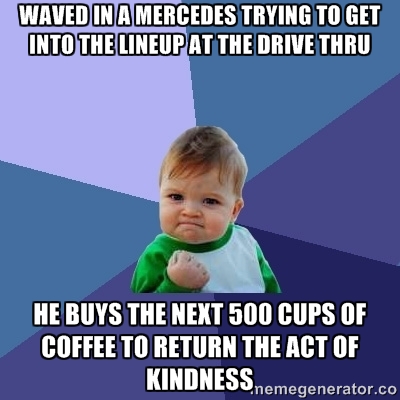 WAVED IN A MERCEDES TRYING TO GET
INTO THE LINEUP AT THE DRIVE THRU
HE BUYS THE NEXT 500 CUPS OF
COFFEE TO RETURN THE ACT OF
KINDNESS
memegenerator.co